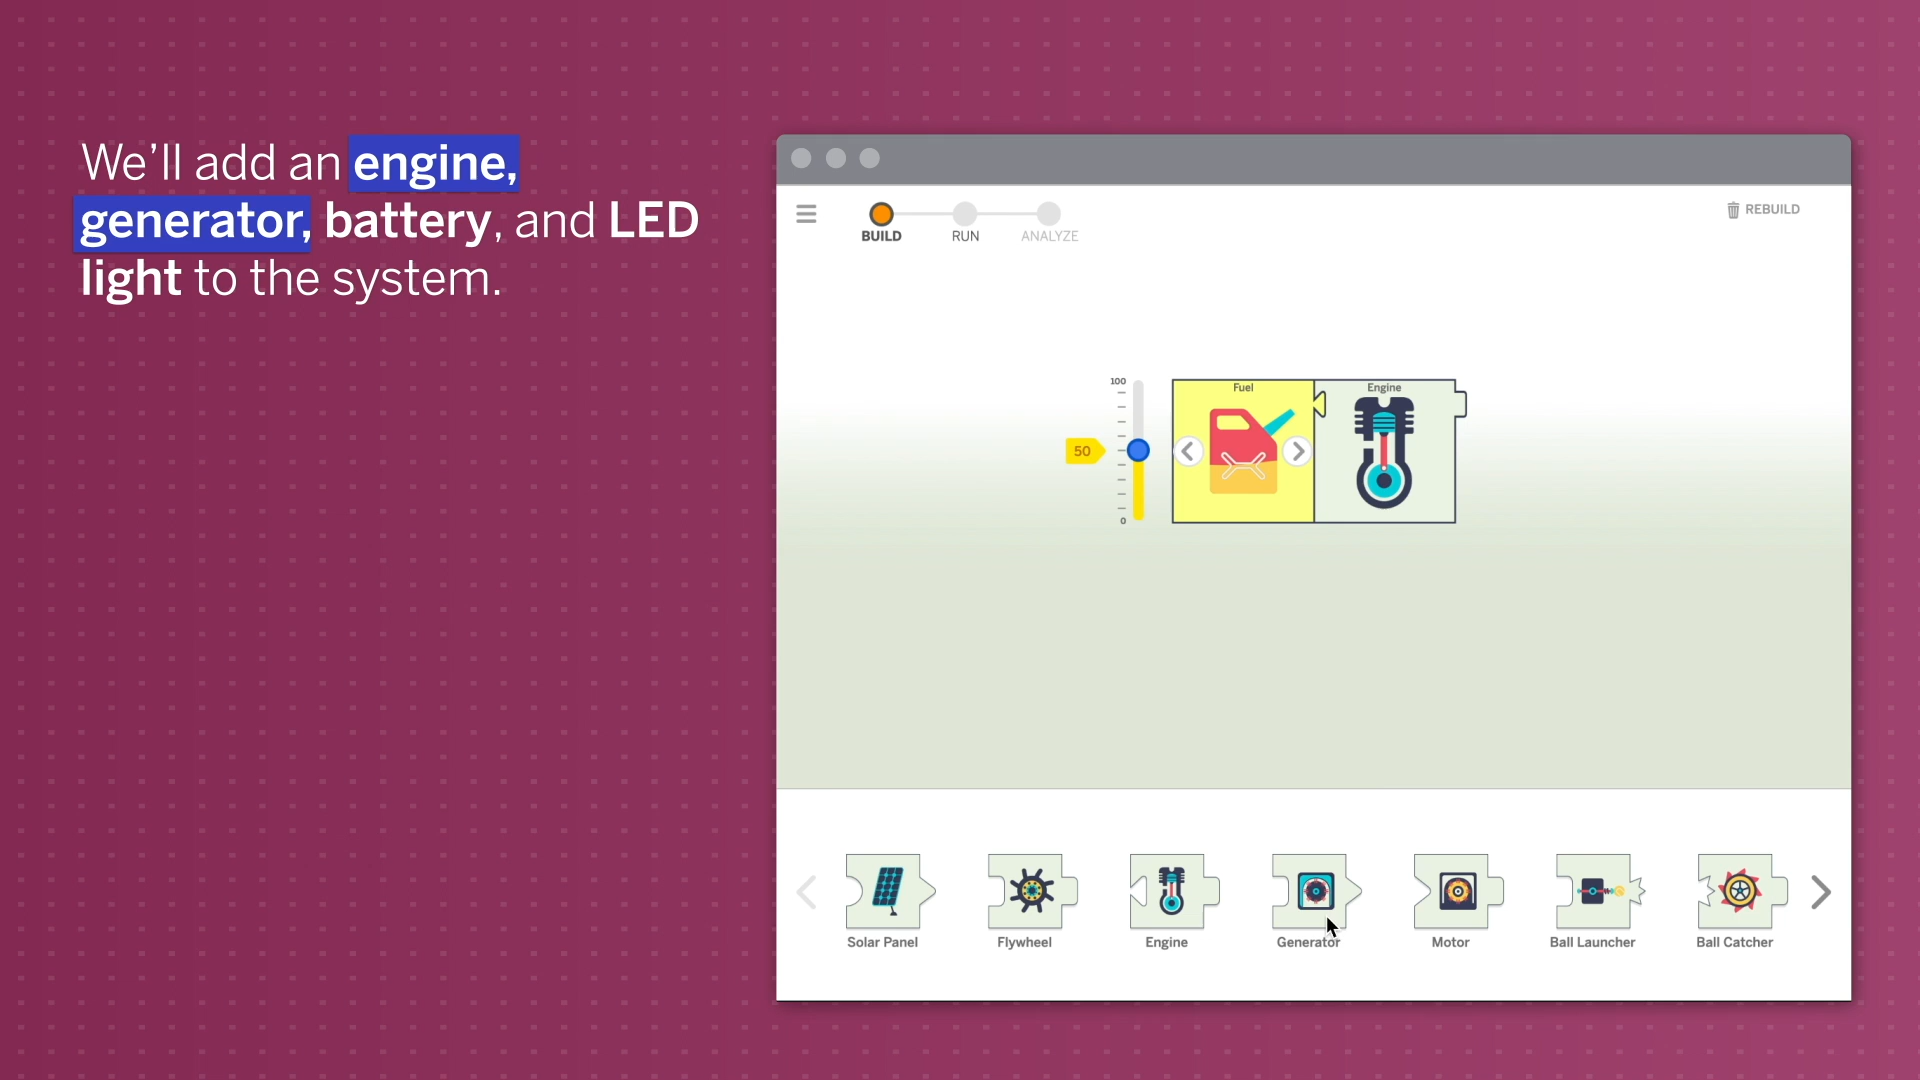 We'll add an engine,
generator, battery, and LED
light to the system.
BUILD
RUN
ANALYZE
REBUILD
100
50
0
Fuel
Engine
Solar Panel
Flywheel
Engine
Generator
Motor
Ball Launcher
Ball Catcher